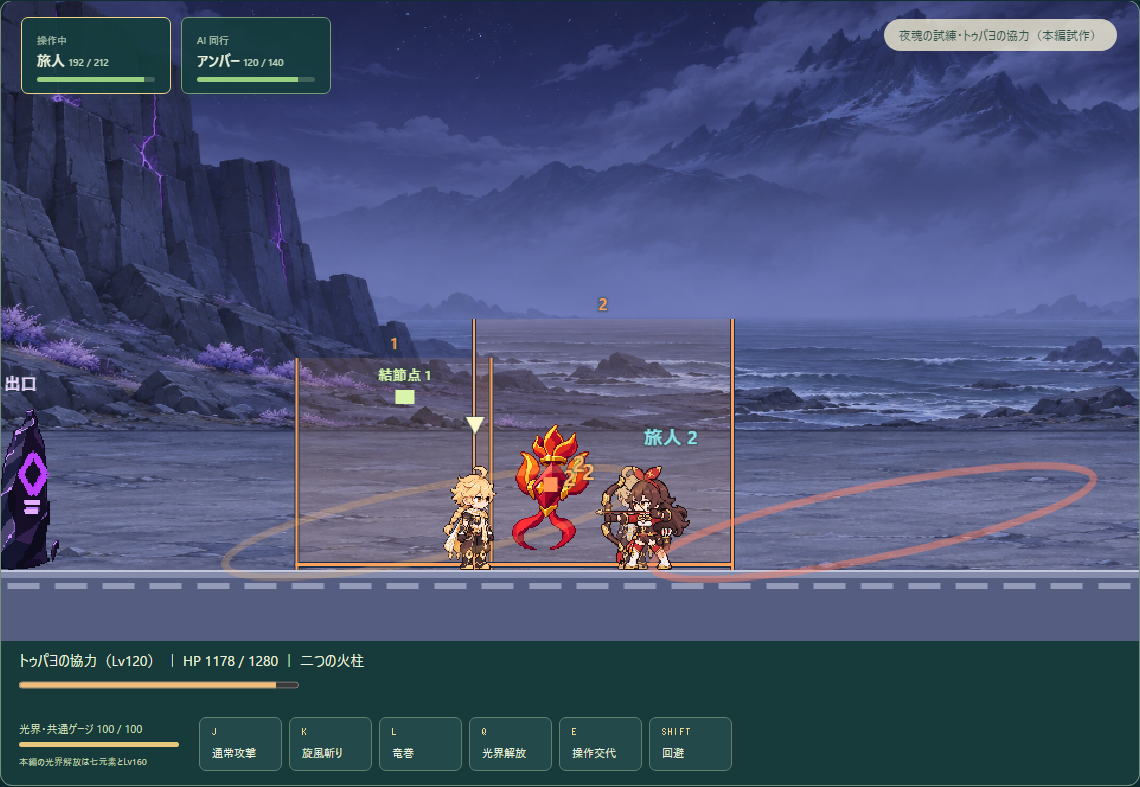 操作中
旅人 192 / 212
AI 同行
アンバー 120 / 140
夜魂の試練・トゥパヨの協力（本編試作）
2
1
結節点 1
出口
旅人 2
2
2
2
トゥパヨの協力（Lv120） | HP 1178 / 1280 | 二つの火柱
光界・共通ゲージ 100 / 100
本編の光界解放は七元素とLv160
J
通常攻撃
K
旋風斬り
L
竜巻
Q
光界解放
E
操作交代
SHIFT
回避